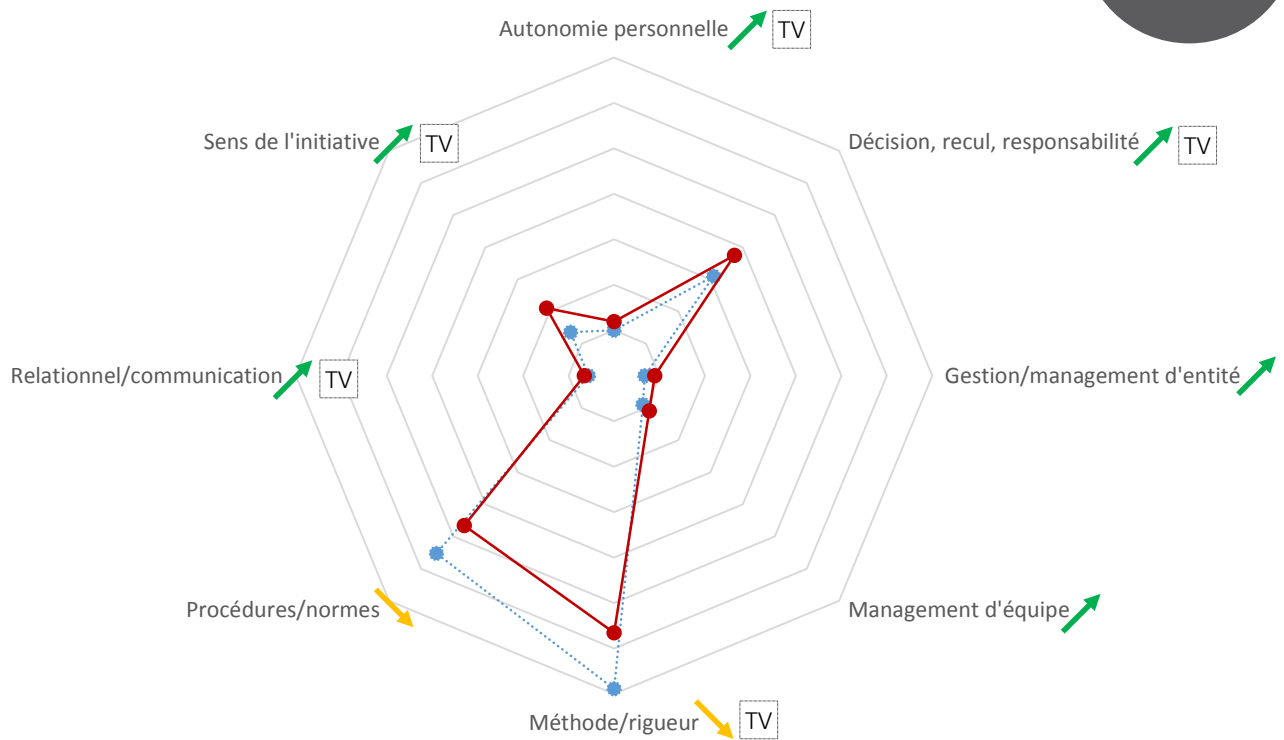 Autonomie personnelle TV
Sens de l'initiative TV
Décision, recul, responsabilité TV
Relationnel/communication TV
Gestion/management d'entité
Procédures/normes
Management d'équipe
Méthode/rigueur TV